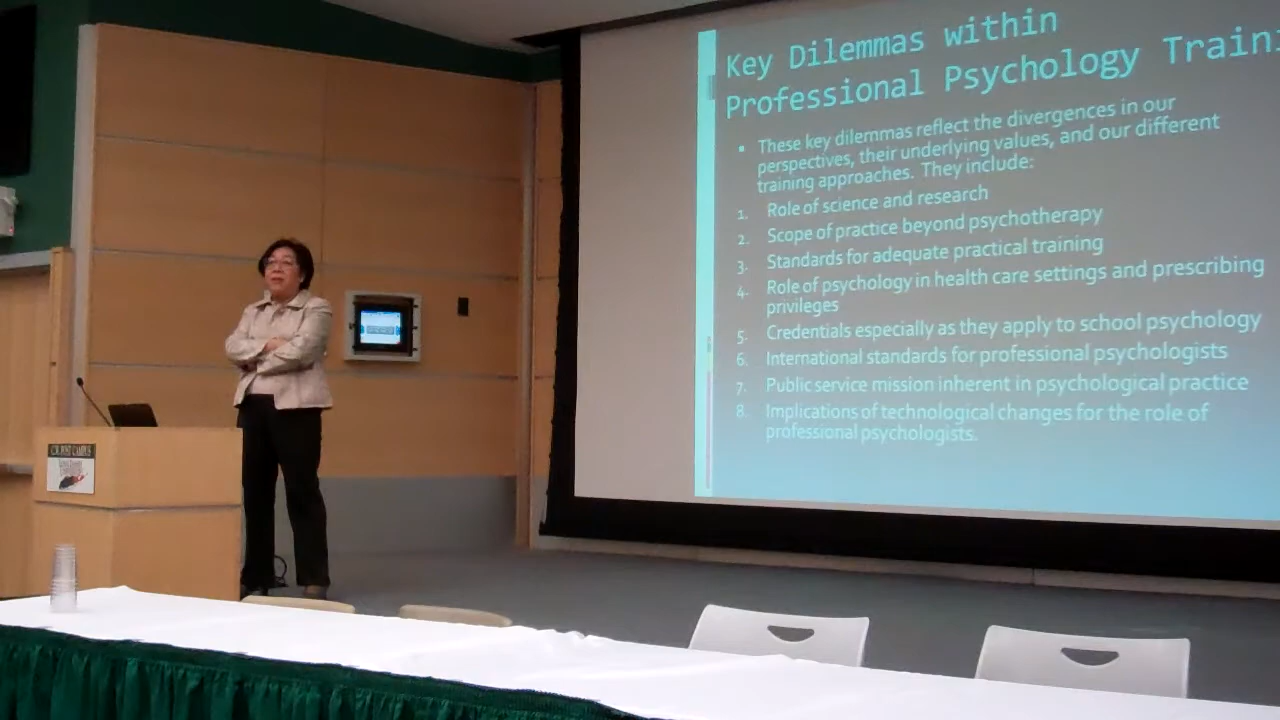 Key Dilemmas within
Professional Psychology Traini
• These key dilemmas reflect the divergences in our
perspectives, their underlying values, and our different
training approaches. They include:
1. Role of science and research
2. Scope of practice beyond psychotherapy
3. Standards for adequate practical training
4. Role of psychology in health care settings and prescribing
privileges
5. Credentials especially as they apply to school psychology
6. International standards for professional psychologists
7. Public service mission inherent in psychological practice
8. Implications of technological changes for the role of
professional psychologists.
C.W. POST CAMPUS